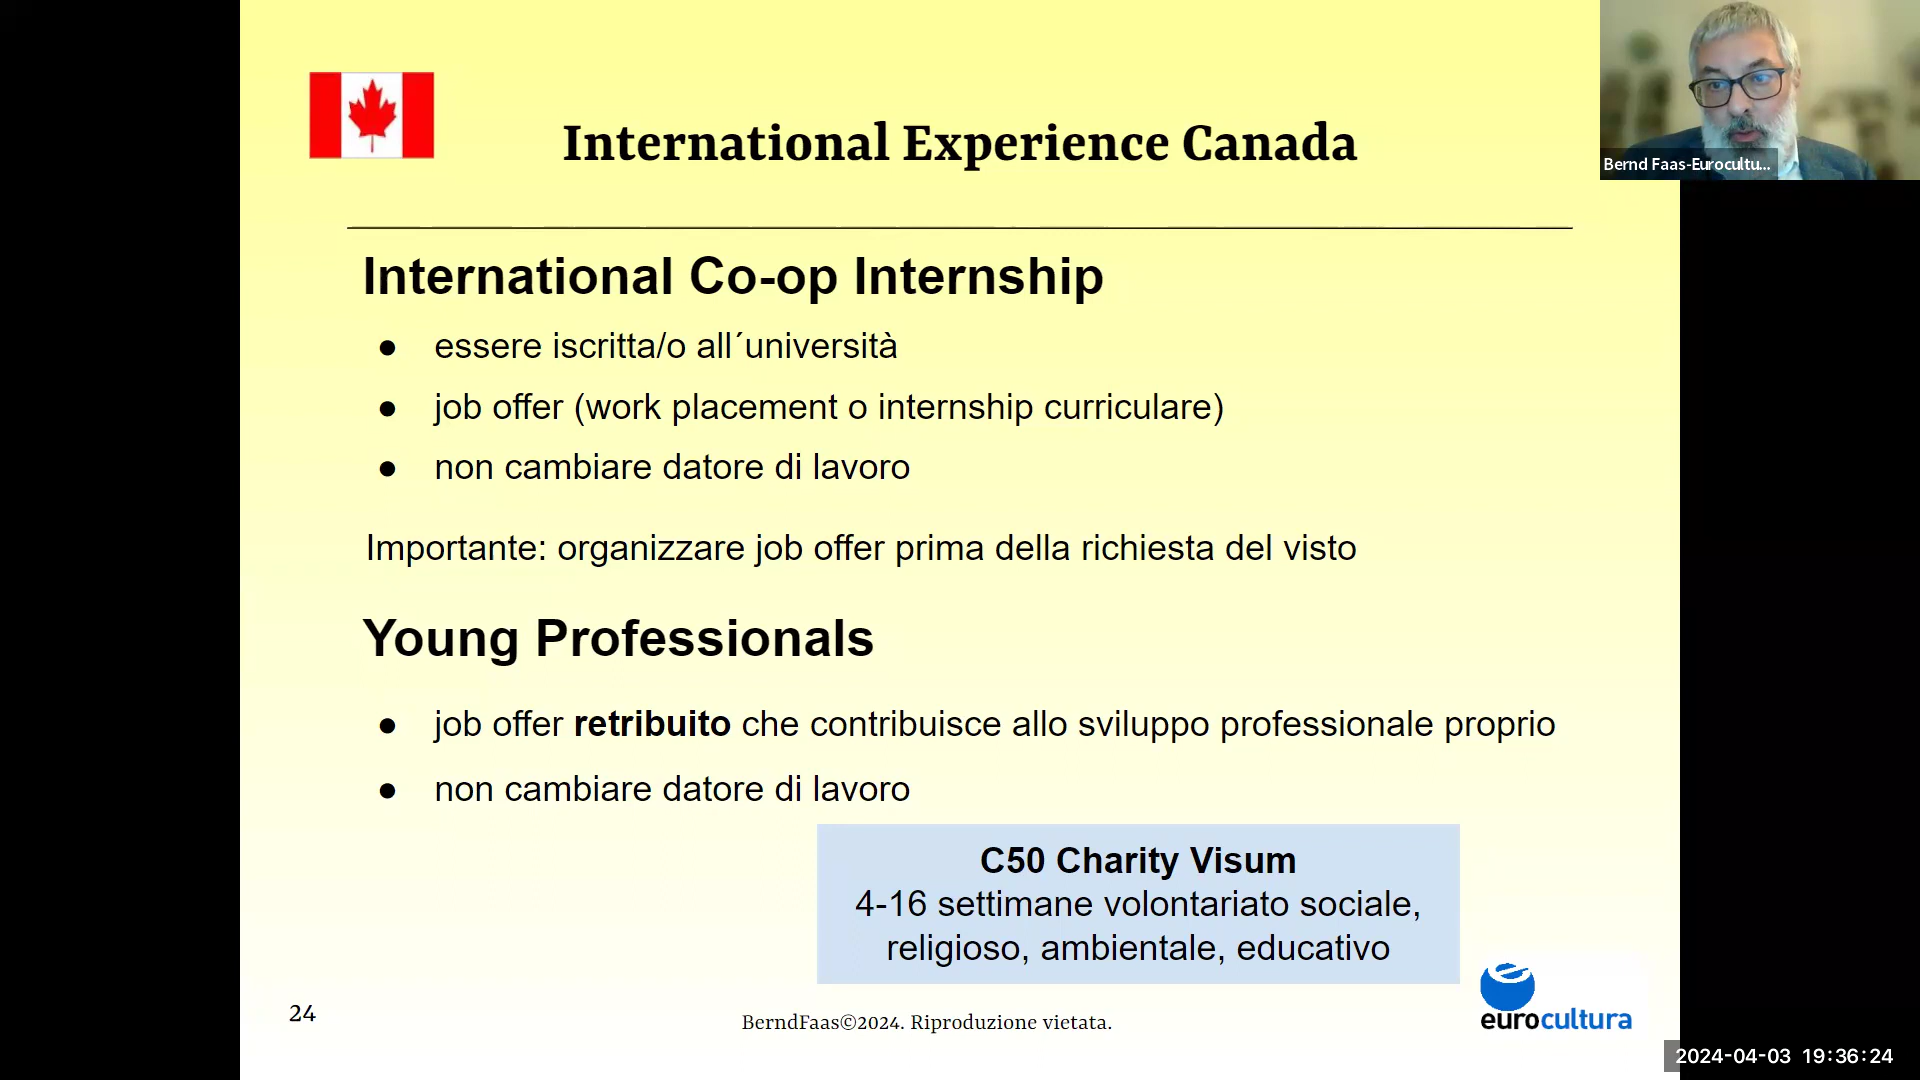 International Experience Canada
Bernd Faas-Eurocultu...
International Co-op Internship
● essere iscritta/o all´università
● job offer (work placement o internship curriculare)
● non cambiare datore di lavoro
Importante: organizzare job offer prima della richiesta del visto
Young Professionals
● job offer retribuito che contribuisce allo sviluppo professionale proprio
● non cambiare datore di lavoro
C50 Charity Visum
4-16 settimane volontariato sociale,
religioso, ambientale, educativo
24
BerndFaas©2024. Riproduzione vietata.
eurocultura
2024-04-03 19:36:24